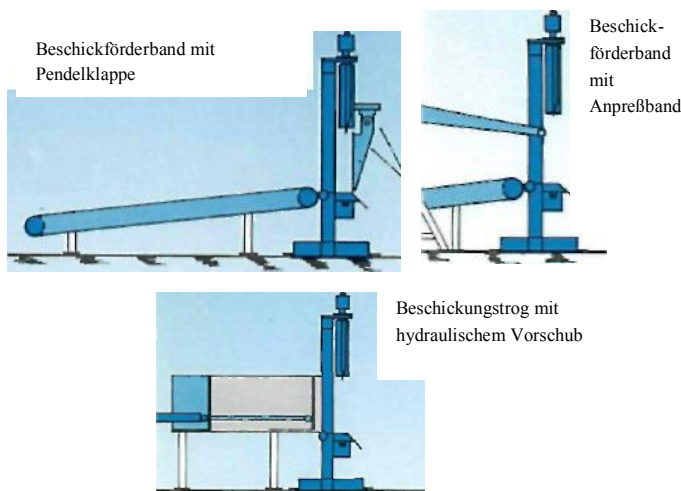 Beschickförderband mit
Pendelklappe
Beschick-
förderband
mit
Anpreßband
Beschickungstrog mit
hydraulischem Vorschub